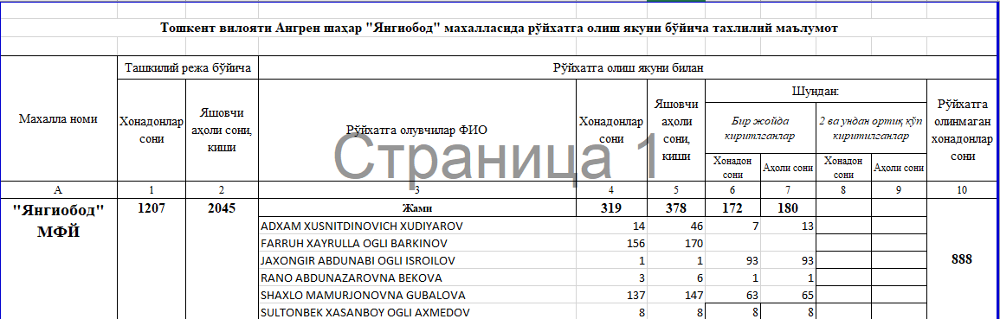 Тошкент вилояти Ангрен шаҳар "Янгиобод" махалласида рўйхатга олиш якуни бўйича тахлилий маълумот
Махалла номи
Ташкилий режа бўйича
Рўйхатга олиш якуни билан
Хонадонлар сони
Яшовчи аҳоли сони, киши
Рўйхатга олувчилар ФИО
Хонадонлар сони
Яшовчи аҳоли сони, киши
Шундан:
Рўйхатга олинмаган хонадонлар сони
Бир жойда киритлганлар
2 ва ундан ортиқ кўп киритилганлар
Хонадон сони
Аҳоли сони
Хонадон сони
Аҳоли сони
Страница 1
А 1 2 3 4 5 6 7 8 9 10
"Янгиобод" МФЙ 1207 2045 Жами 319 378 172 180
ADXAM XUSNITDINOVICH XUDIYAROV 14 46 7 13
FARRUH XAYRULLA OGLI BARKINOV 156 170
JAXONGIR ABDUNABI OGLI ISROILOV 1 1 93 93
888
RANO ABDUNAZAROVNA BEKOVA 3 6 1 1
SHAXLO MAMURJONOVNA GUBALOVA 137 147 63 65
SULTONBEK XASANBOY OGLI AXMEDOV 8 8 8 8